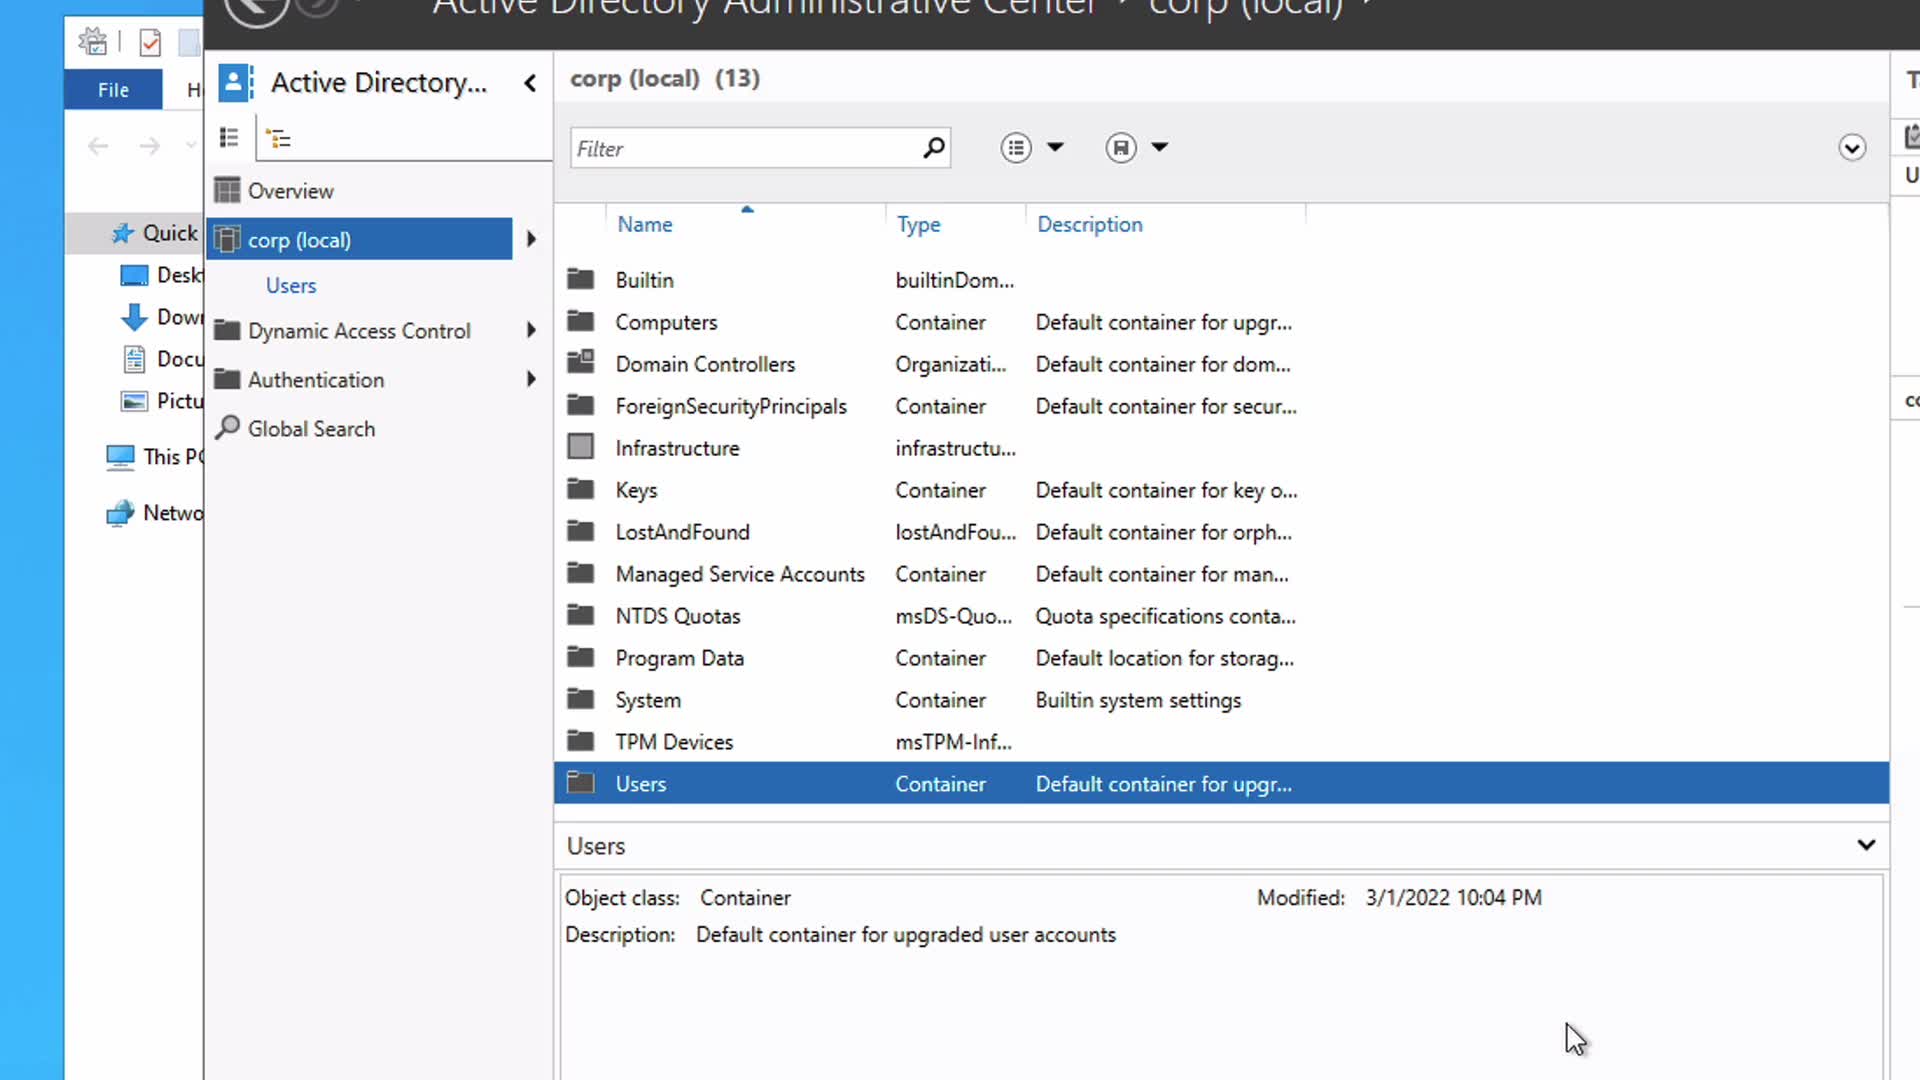 Active Directory Administrative Center • corp (local) •
File
Active Directory...
corp (local) (13)
Filter
Overview
corp (local)
Users
Dynamic Access Control
Authentication
Global Search
Quick
This
Name Type Description
Builtin builtinDom...
Computers Container Default container for upgr...
Domain Controllers Organizati... Default container for dom...
ForeignSecurityPrincipals Container Default container for secur...
Infrastructure infrastructu...
Keys Container Default container for key o...
LostAndFound lostAndFou... Default container for orph...
Managed Service Accounts Container Default container for man...
NTDS Quotas msDS-Quo... Quota specifications conta...
Program Data Container Default location for storag...
System Container Builtin system settings
TPM Devices msTPM-Inf...
Users Container Default container for upgr...
Users
Object class: Container Modified: 3/1/2022 10:04 PM
Description: Default container for upgraded user accounts